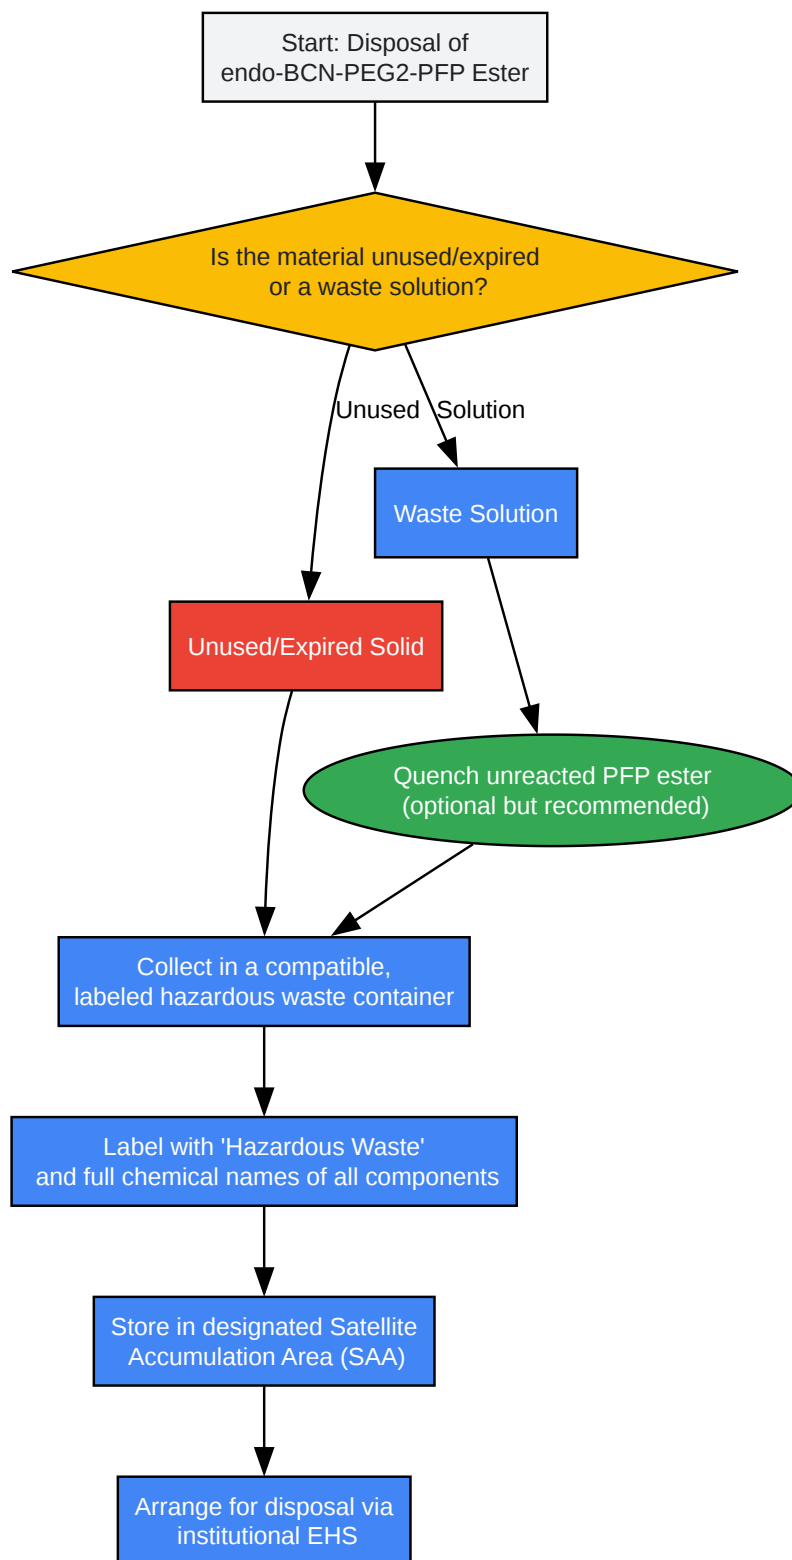 Start: Disposal of
endo-BCN-PEG2-PFP Ester
Is the material unused/expired
or a waste solution?
Unused
Solution
Waste Solution
Unused/Expired Solid
Quench unreacted PFP ester
(optional but recommended)
Collect in a compatible,
labeled hazardous waste container
Label with 'Hazardous Waste'
and full chemical names of all components
Store in designated Satellite
Accumulation Area (SAA)
Arrange for disposal via
institutional EHS